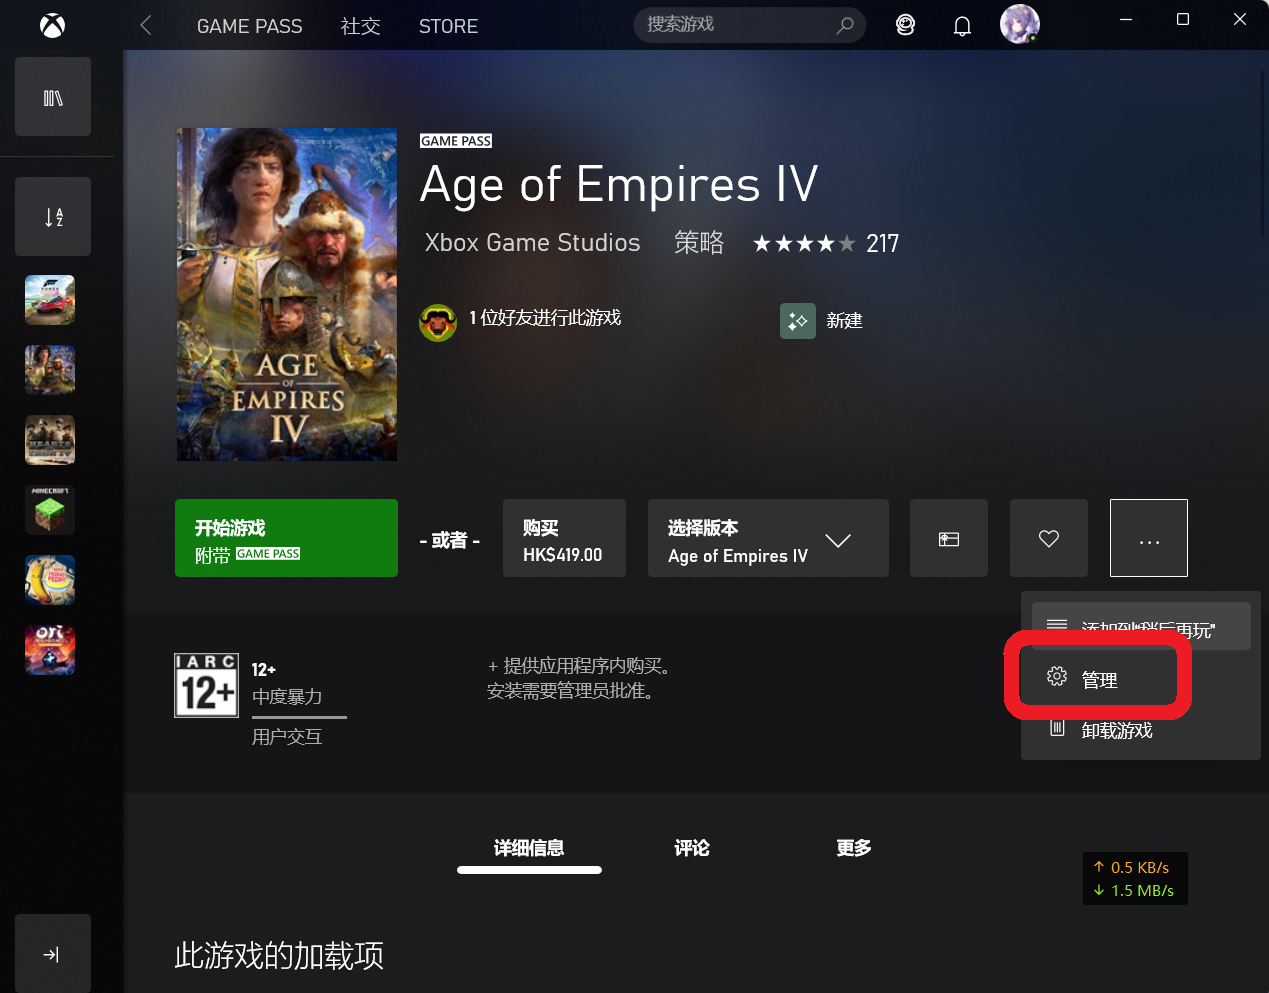 GAME PASS 社交 STORE
搜索游戏
GAME PASS
Age of Empires IV
Xbox Game Studios 策略 217
1 位好友进行此游戏
新建
AGE
OF
EMPIRES
IV
开始游戏
附带 GAME PASS
- 或者 -
购买
HK$419.00
选择版本
Age of Empires IV
...
添加到“稍后再玩”
管理
卸载游戏
IARC
12+
12+
中度暴力
用户交互
+ 提供应用程序内购买。
安装需要管理员批准。
详细信息 评论 更多
↑ 0.5 KB/s
↓ 1.5 MB/s
此游戏的加载项
A
Z
HEARTS
IRON IV
MINECRAFT
ori